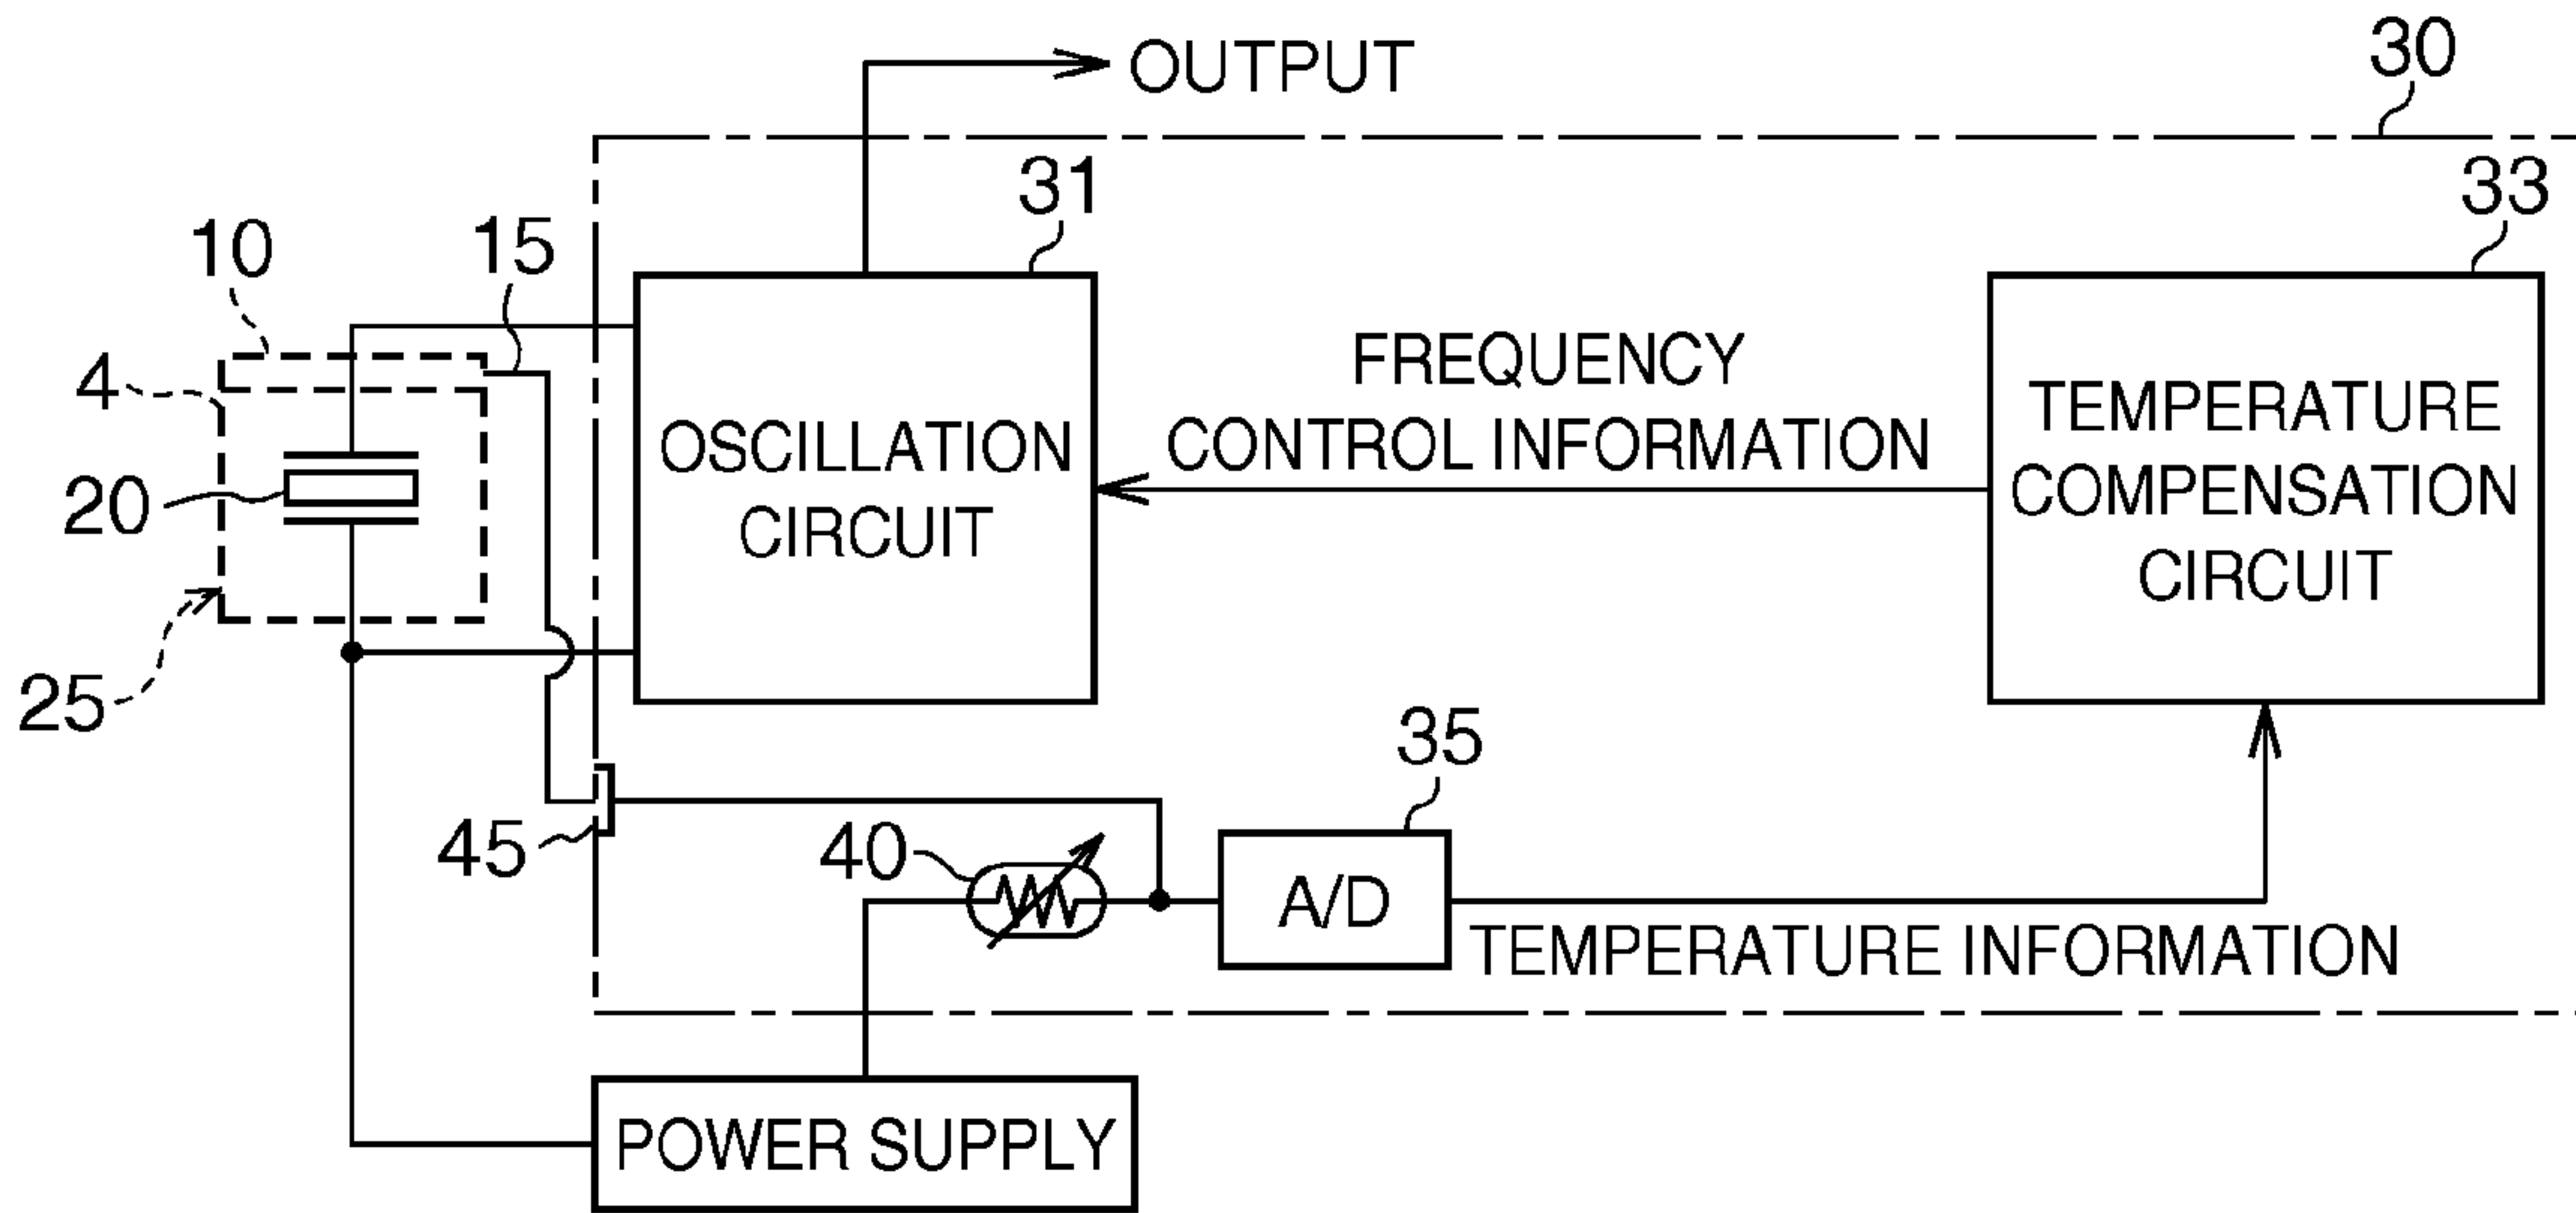 OUTPUT
30
31
33
10
15
4
FREQUENCY
CONTROL INFORMATION
OSCILLATION
CIRCUIT
TEMPERATURE
COMPENSATION
CIRCUIT
20
25
35
45
40
A/D
TEMPERATURE INFORMATION
POWER SUPPLY